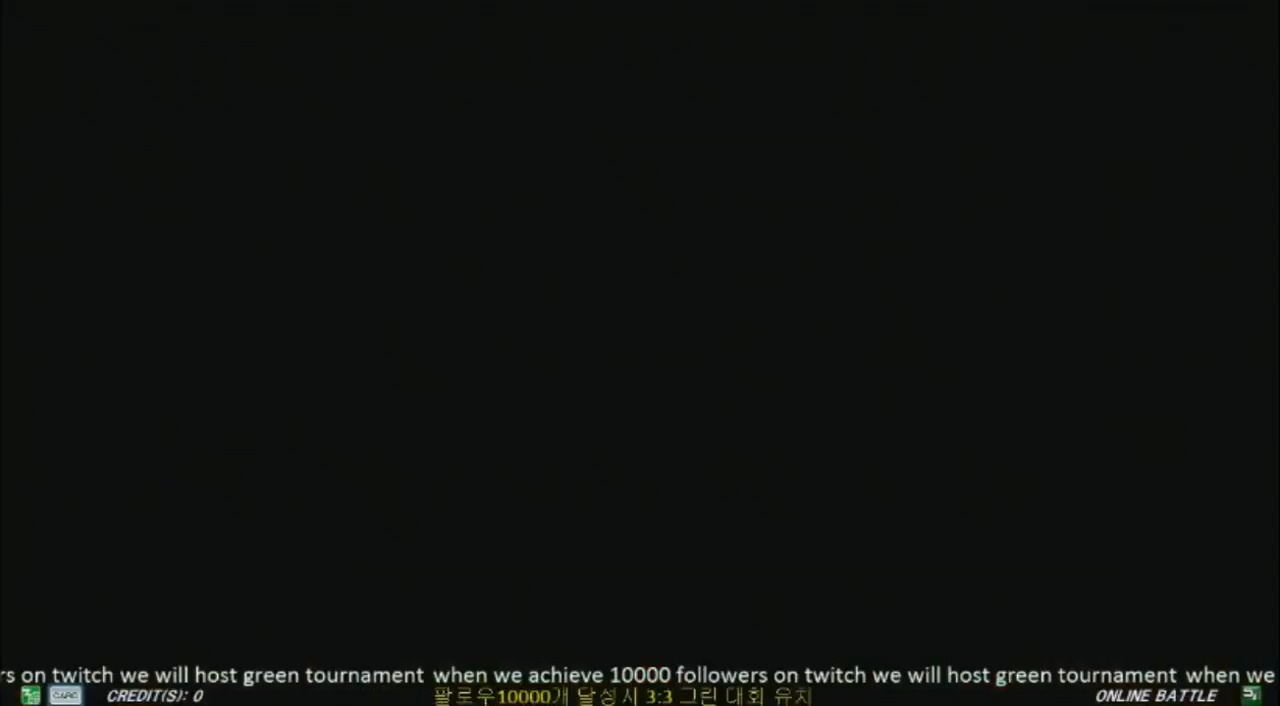 rs on twitch we will host green tournament when we achieve 10000 followers on twitch we will host green tournament when we
CARD CREDIT(S): 0 팔로우10000개 달성시 3:3 그린 대회 유치 ONLINE BATTLE